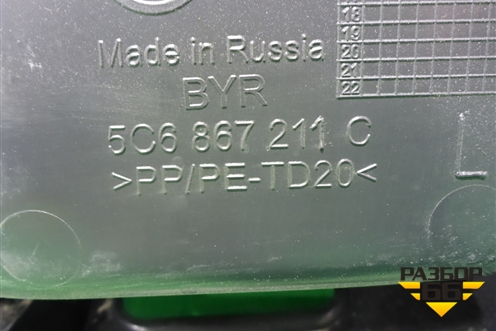 Made in Russia
BYR
5C6 867 211 C
>PP/PE-TD20<
L
18
19
20
21
22
РАЗБОР
66